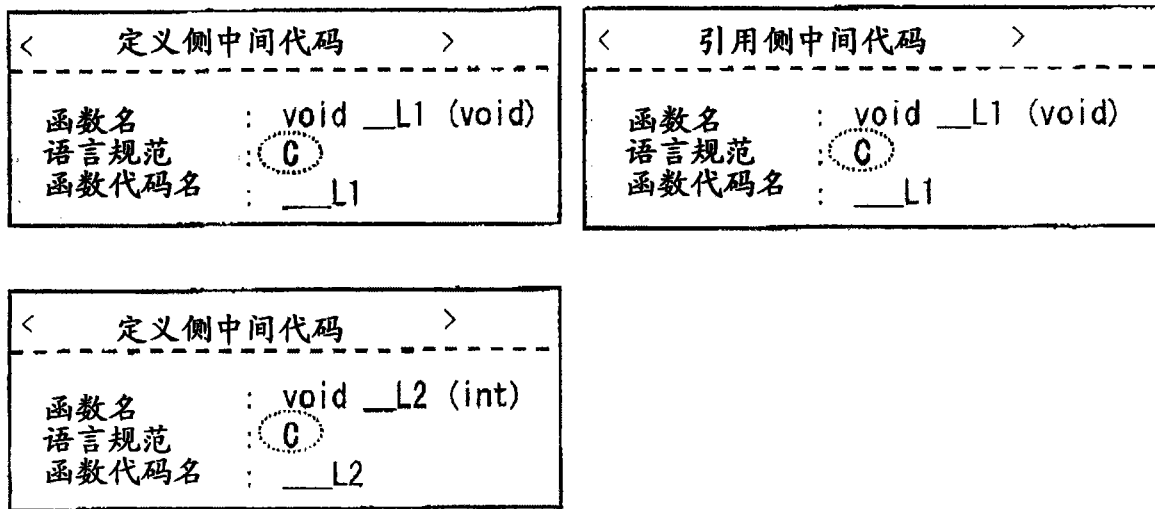 < 定义侧中间代码 >
函数名 : void __L1 (void)
语言规范 : C
函数代码名 : ___L1
< 引用侧中间代码 >
函数名 : void __L1 (void)
语言规范 : C
函数代码名 : ___L1
< 定义侧中间代码 >
函数名 : void __L2 (int)
语言规范 : C
函数代码名 : ___L2